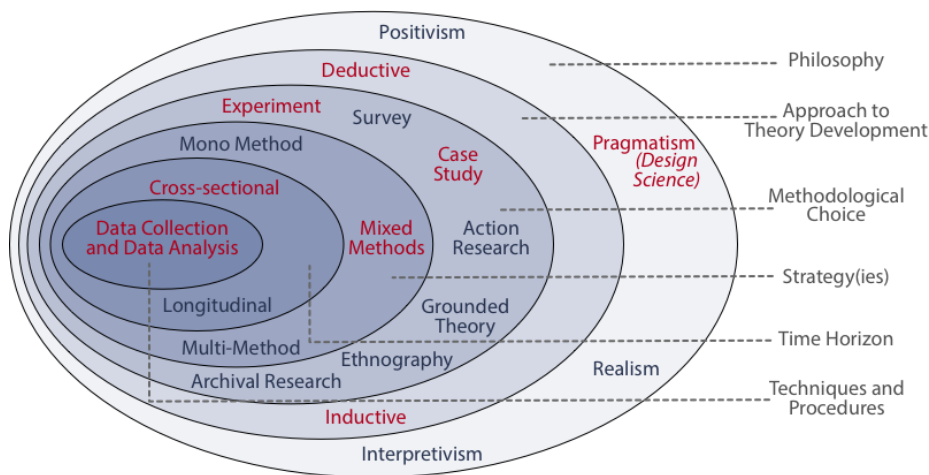 Positivism
Deductive
Experiment
Survey
Mono Method
Case
Study
Pragmatism
(Design
Science)
Cross-sectional
Data Collection
and Data Analysis
Mixed
Methods
Action
Research
Longitudinal
Grounded
Theory
Multi-Method
Ethnography
Archival Research
Realism
Inductive
Interpretivism
Philosophy
Approach to
Theory Development
Methodological
Choice
Strategy(ies)
Time Horizon
Techniques and
Procedures